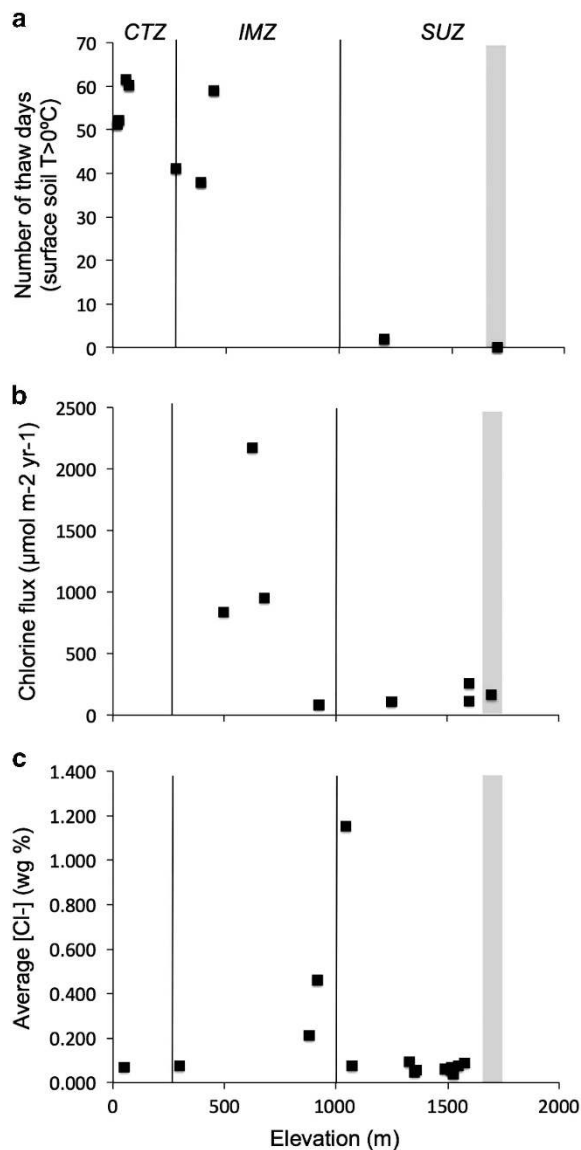 a
CTZ IMZ SUZ
70
60
50
40
30
20
10
0
Number of thaw days
(surface soil T>0ºC)
b
2500
2000
1500
1000
500
0
Chlorine flux (µmol m-2 yr-1)
c
1.400
1.200
1.000
0.800
0.600
0.400
0.200
0.000
Average [Cl-] (wg %)
0 500 1000 1500 2000
Elevation (m)